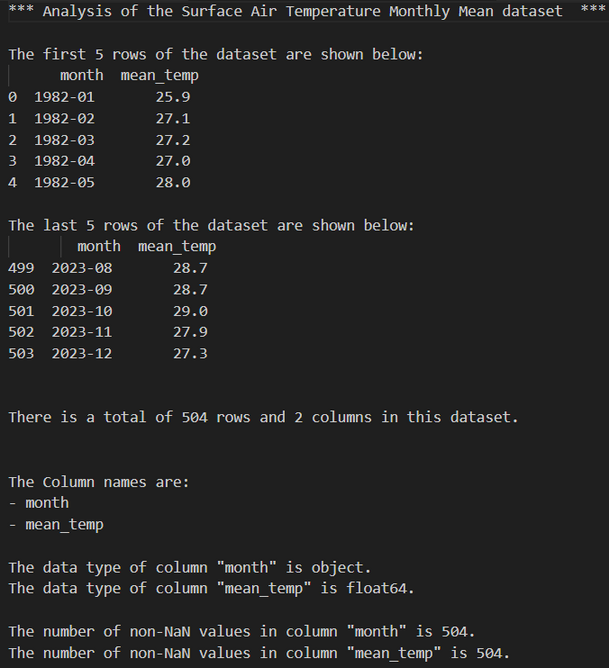 *** Analysis of the Surface Air Temperature Monthly Mean dataset  ***
The first 5 rows of the dataset are shown below:
month  mean_temp
0  1982-01       25.9
1  1982-02       27.1
2  1982-03       27.2
3  1982-04       27.0
4  1982-05       28.0
The last 5 rows of the dataset are shown below:
month  mean_temp
499  2023-08       28.7
500  2023-09       28.7
501  2023-10       29.0
502  2023-11       27.9
503  2023-12       27.3
There is a total of 504 rows and 2 columns in this dataset.
The Column names are:
- month
- mean_temp
The data type of column "month" is object.
The data type of column "mean_temp" is float64.
The number of non-NaN values in column "month" is 504.
The number of non-NaN values in column "mean_temp" is 504.